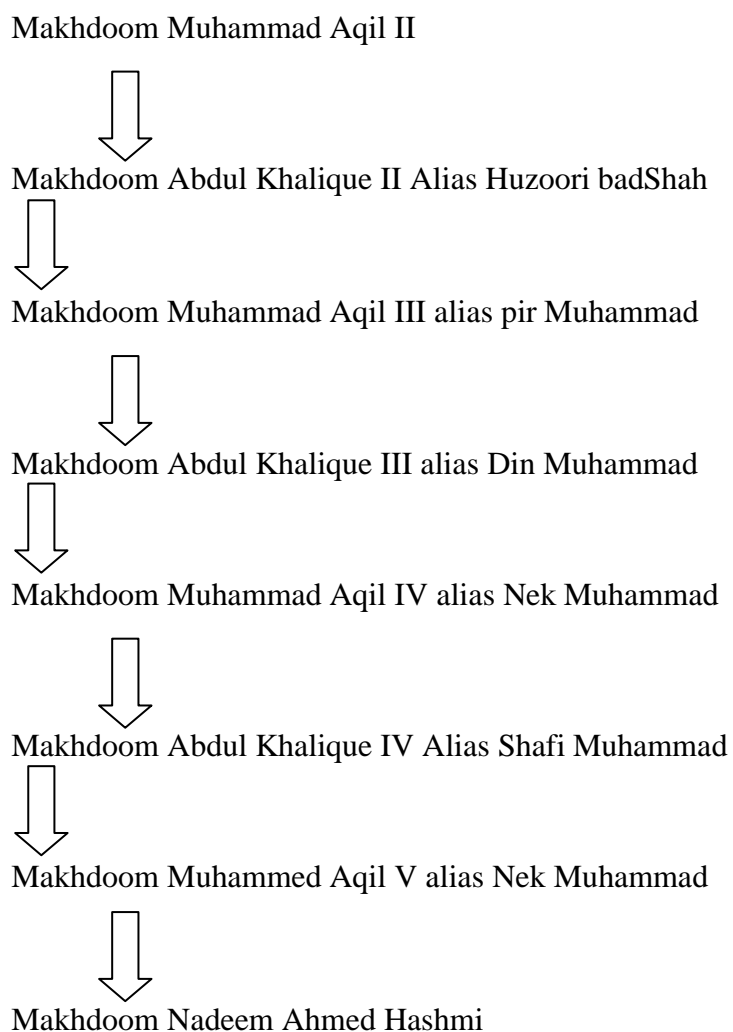 Makhdoom Muhammad Aqil II
Makhdoom Abdul Khalique II Alias Huzoori badShah
Makhdoom Muhammad Aqil III alias pir Muhammad
Makhdoom Abdul Khalique III alias Din Muhammad
Makhdoom Muhammad Aqil IV alias Nek Muhammad
Makhdoom Abdul Khalique IV Alias Shafi Muhammad
Makhdoom Muhammed Aqil V alias Nek Muhammad
Makhdoom Nadeem Ahmed Hashmi